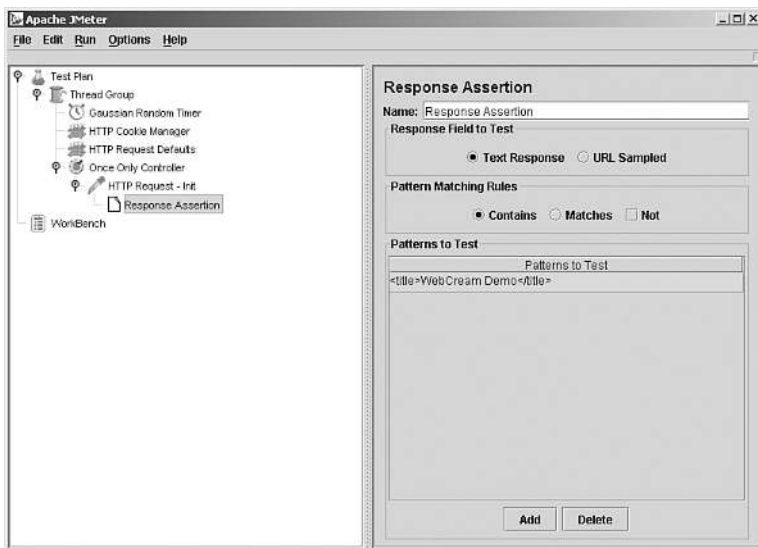 Apache JMeter
File Edit Run Options Help
Test Plan
Thread Group
Gaussian Random Timer
HTTP Cookie Manager
HTTP Request Defaults
Once Only Controller
HTTP Request - Init
Response Assertion
WorkBench
Response Assertion
Name: Response Assertion
Response Field to Test
Text Response URL Sampled
Pattern Matching Rules
Contains Matches Not
Patterns to Test
Patterns to Test
<title>WebCream Demo</title>
Add Delete